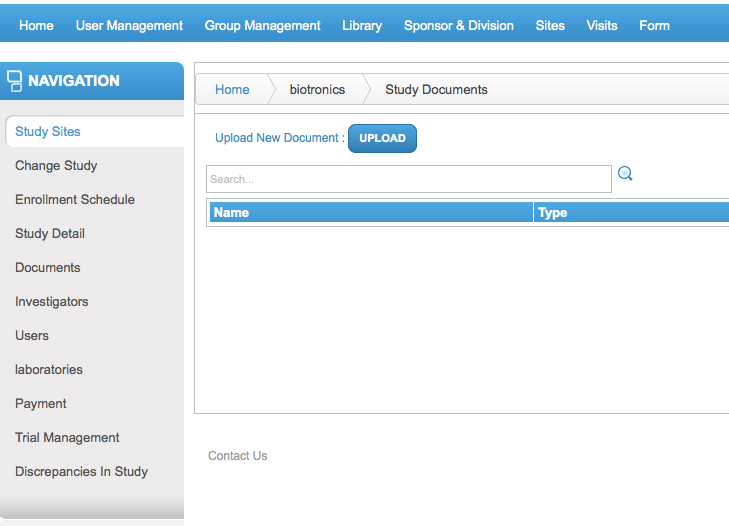 Home User Management Group Management Library Sponsor & Division Sites Visits Form
NAVIGATION
Study Sites
Change Study
Enrollment Schedule
Study Detail
Documents
Investigators
Users
laboratories
Payment
Trial Management
Discrepancies In Study
Home biotronics Study Documents
Upload New Document : UPLOAD
Search...
Name Type
Contact Us